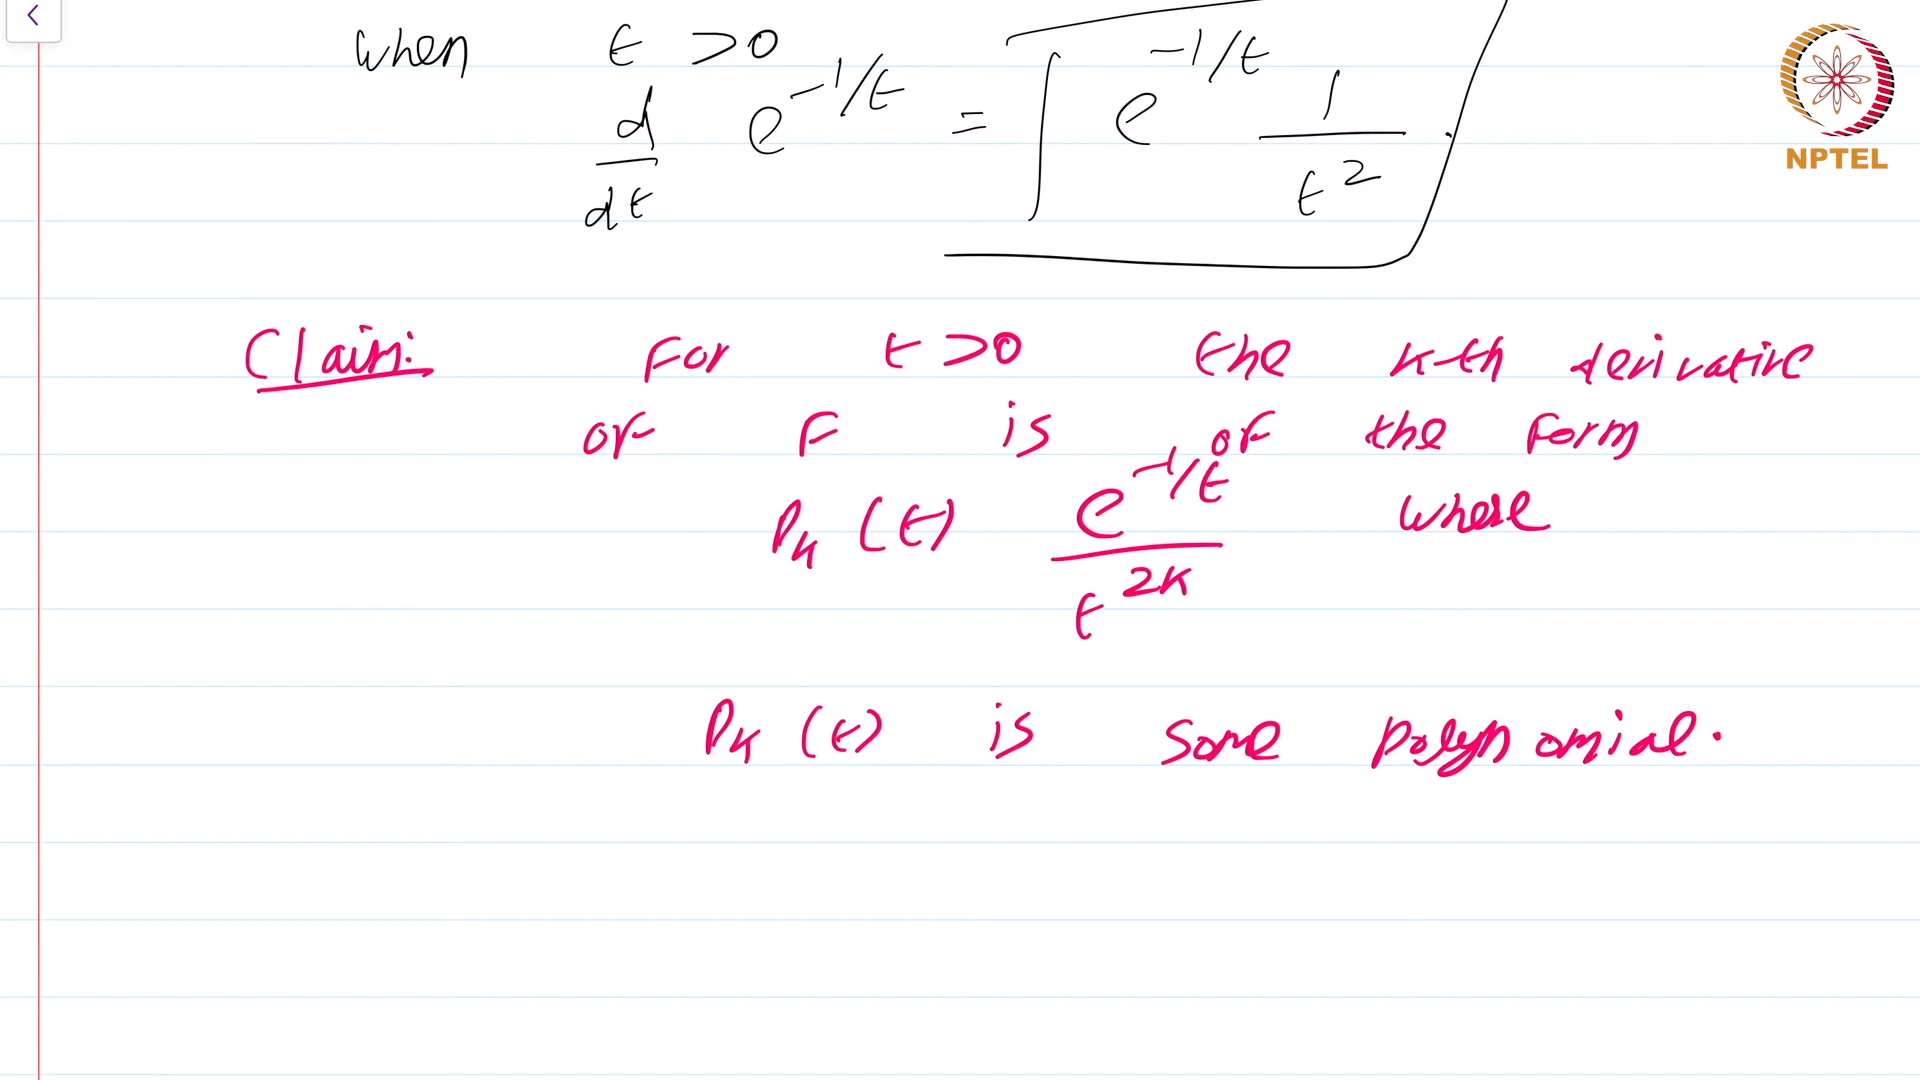 when t > 0
d/dt e^{-1/t} = ∫ e^{-1/t} 1/t^2
NPTEL
Claim: For t > 0 the k-th derivative
of F is of the form
P_k (t) e^{-1/t} / t^{2k} where
P_k (t) is some polynomial.